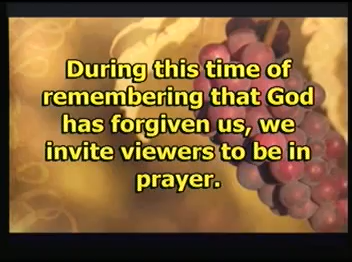 During this time of
remembering that God
has forgiven us, we
invite viewers to be in
prayer.